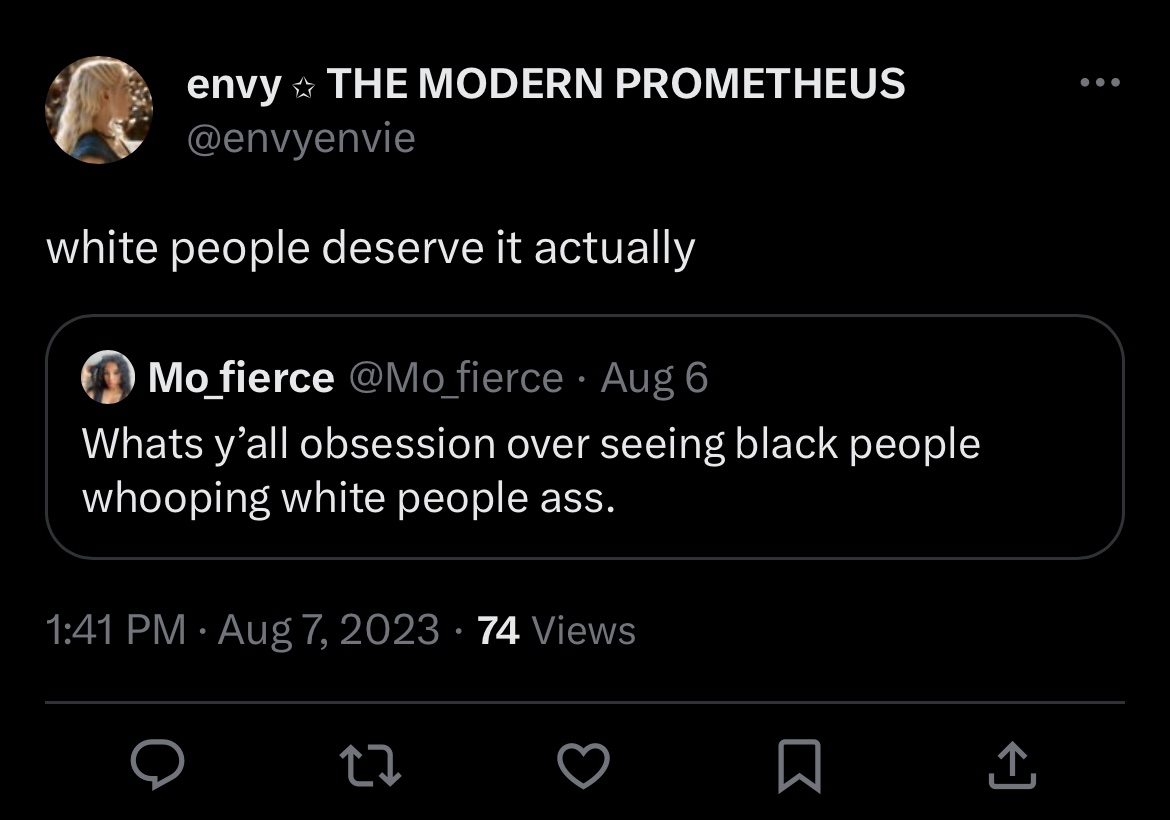 envy ☆ THE MODERN PROMETHEUS
@envyenvie
white people deserve it actually
Mo_fierce @Mo_fierce · Aug 6
Whats y’all obsession over seeing black people
whooping white people ass.
1:41 PM · Aug 7, 2023 · 74 Views